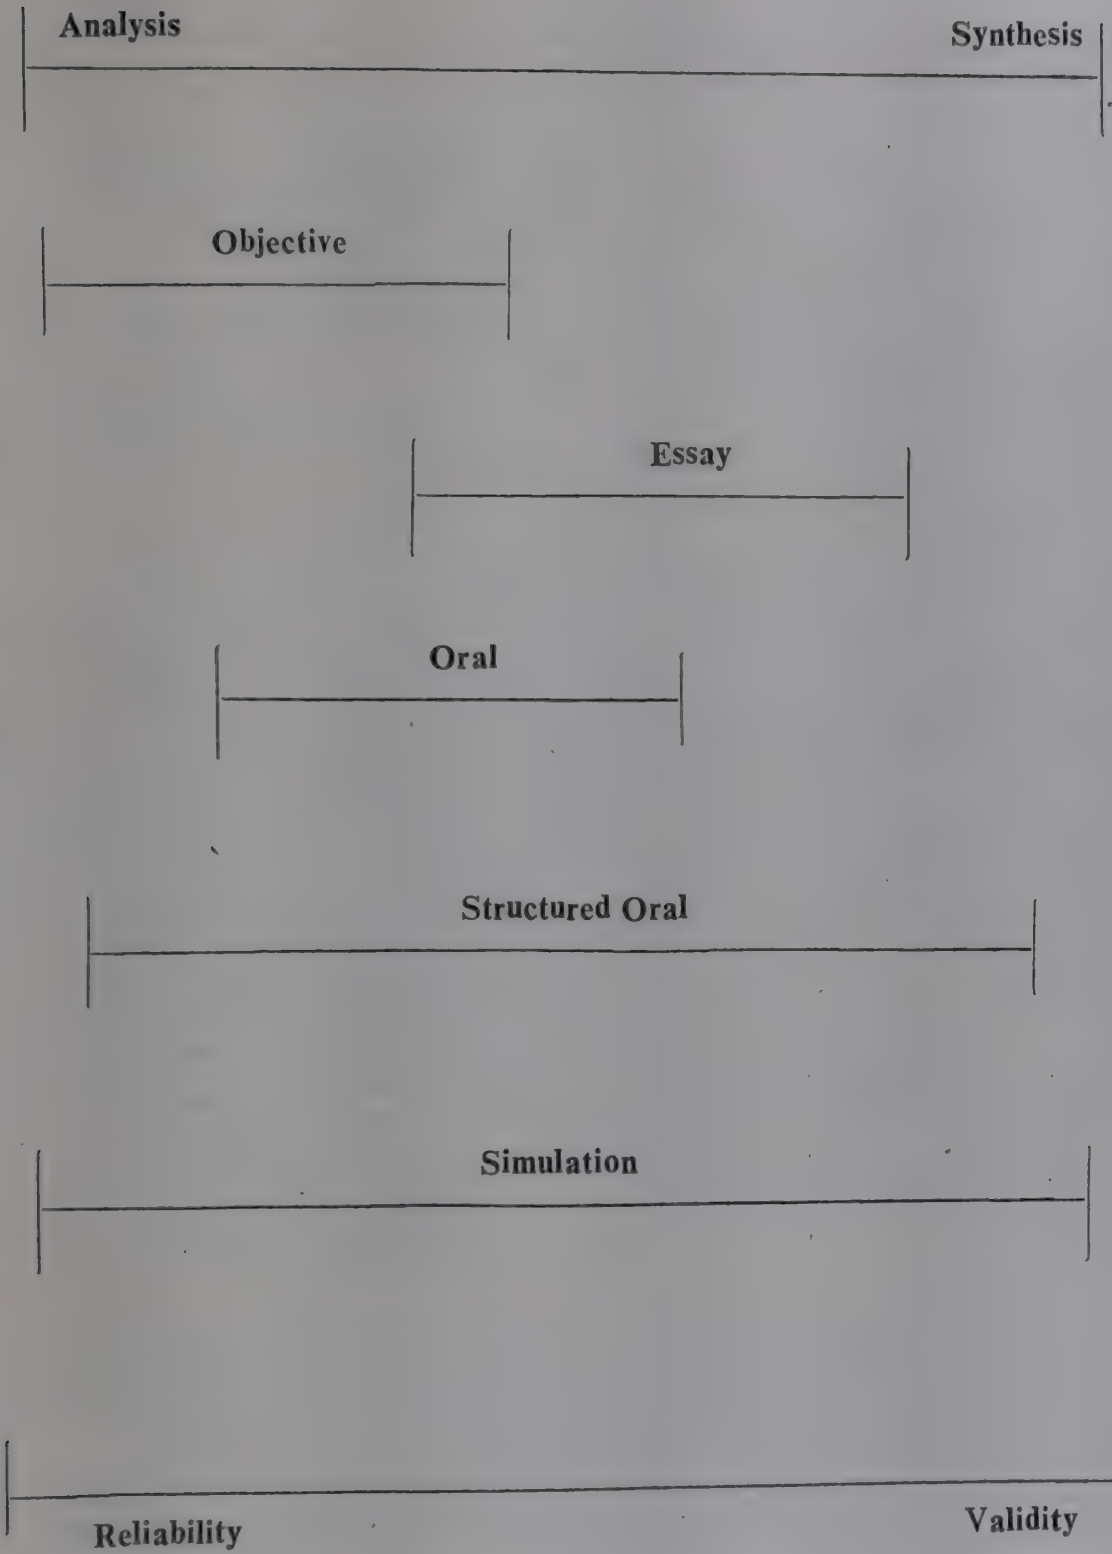 Analysis
Synthesis
Objective
Essay
Oral
Structured Oral
Simulation
Reliability
Validity